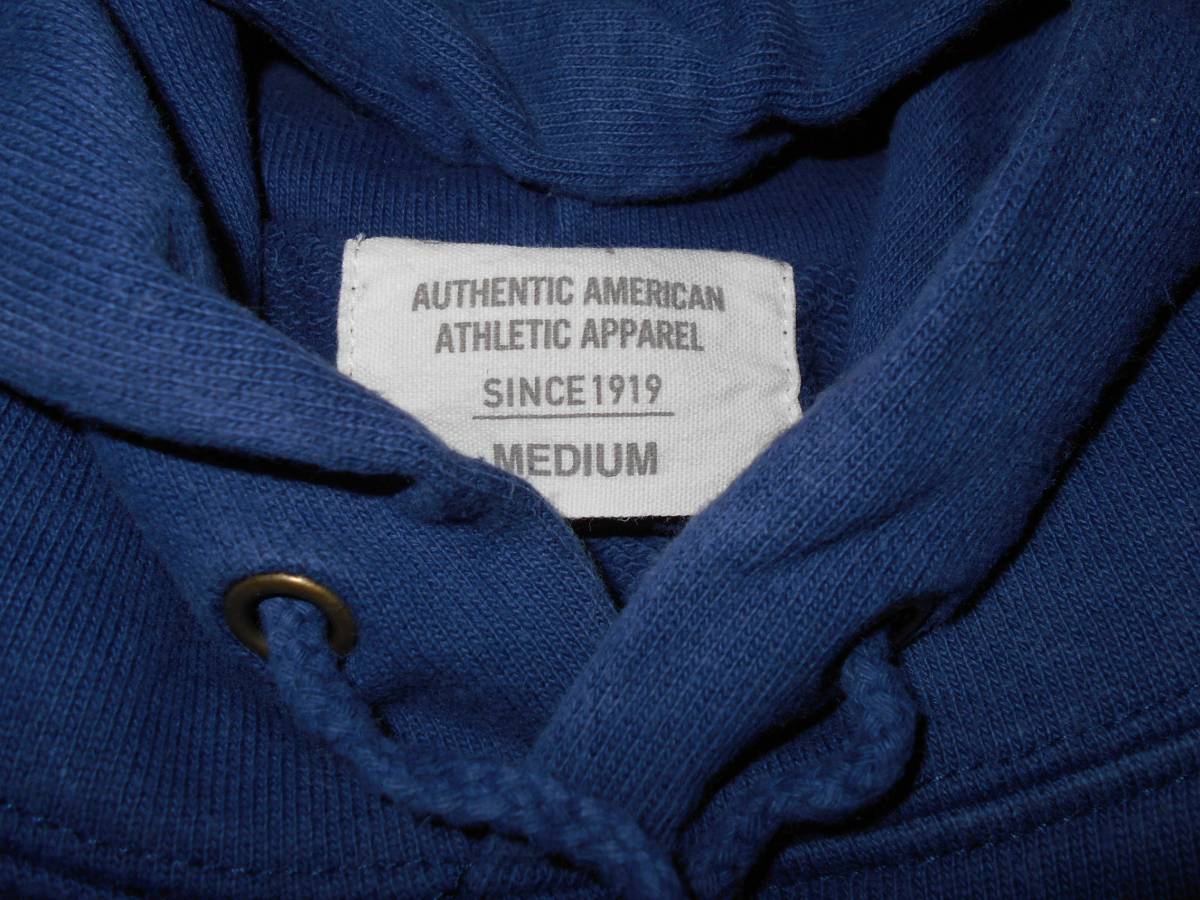 AUTHENTIC AMERICAN
ATHLETIC APPAREL
SINCE 1919
MEDIUM